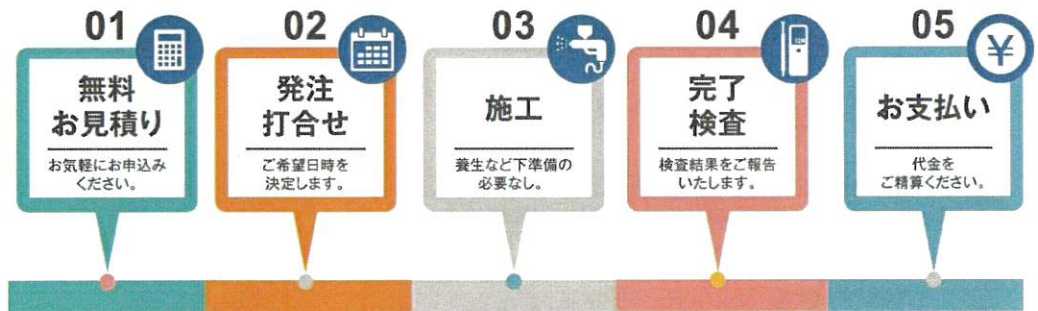 01
無料
お見積り
お気軽にお申込み
ください。
02
発注
打合せ
ご希望日時を
決定します。
03
施工
養生など下準備の
必要なし。
04
完了
検査
検査結果をご報告
いたします。
05
¥
お支払い
代金を
ご精算ください。